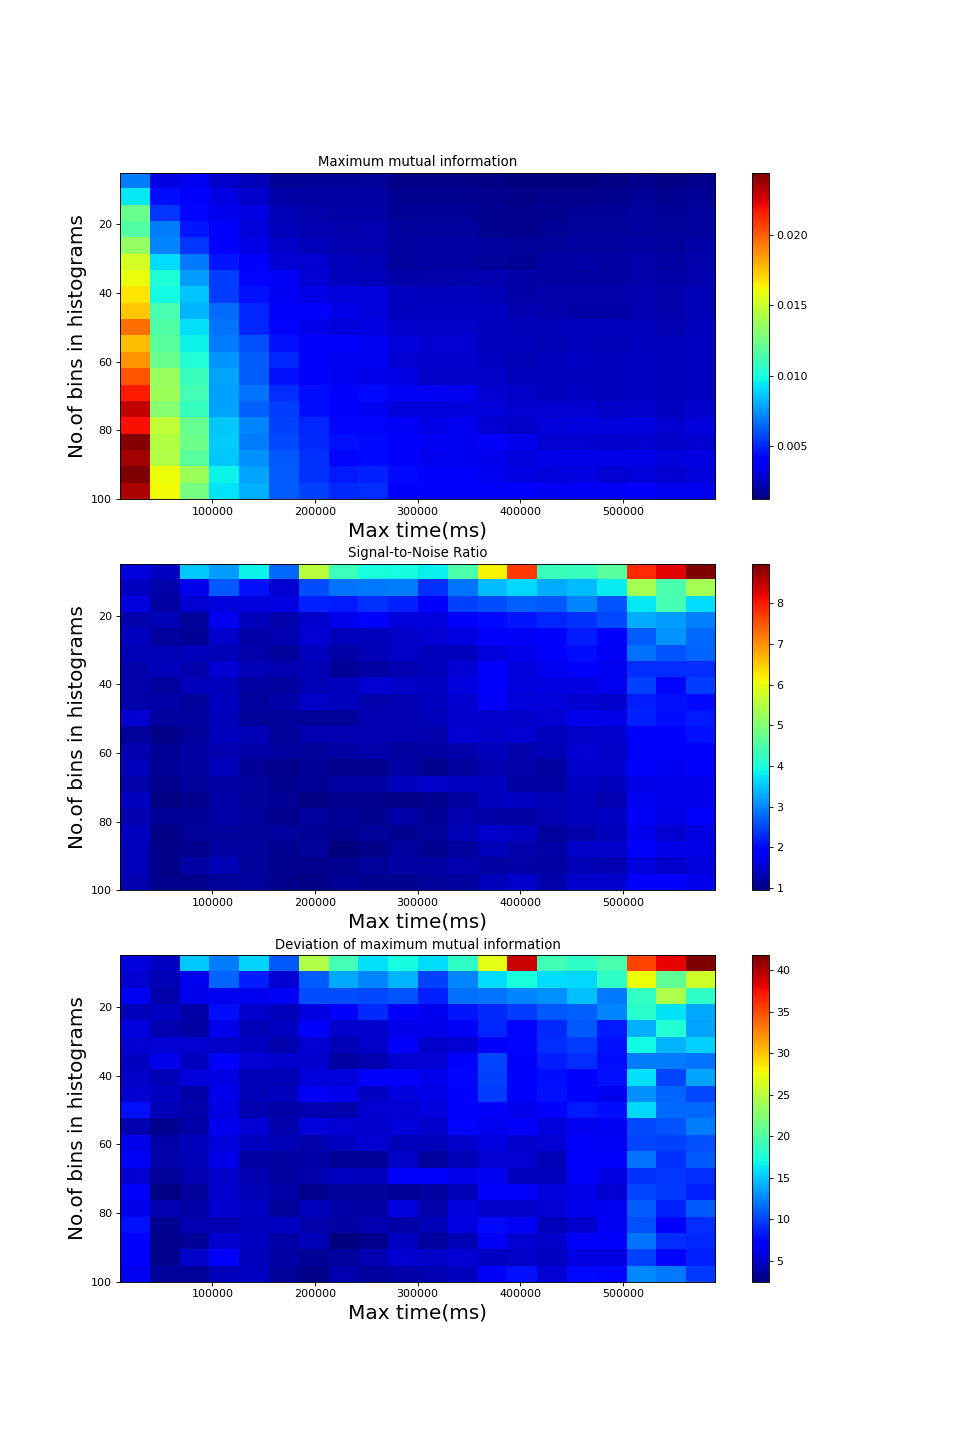 Maximum mutual information
No.of bins in histograms
20
40
60
80
100
0.020
0.015
0.010
0.005
100000 200000 300000 400000 500000
Max time(ms)
Signal-to-Noise Ratio
No.of bins in histograms
20
40
60
80
100
8
7
6
5
4
3
2
1
100000 200000 300000 400000 500000
Max time(ms)
Deviation of maximum mutual information
No.of bins in histograms
20
40
60
80
100
40
35
30
25
20
15
10
5
100000 200000 300000 400000 500000
Max time(ms)